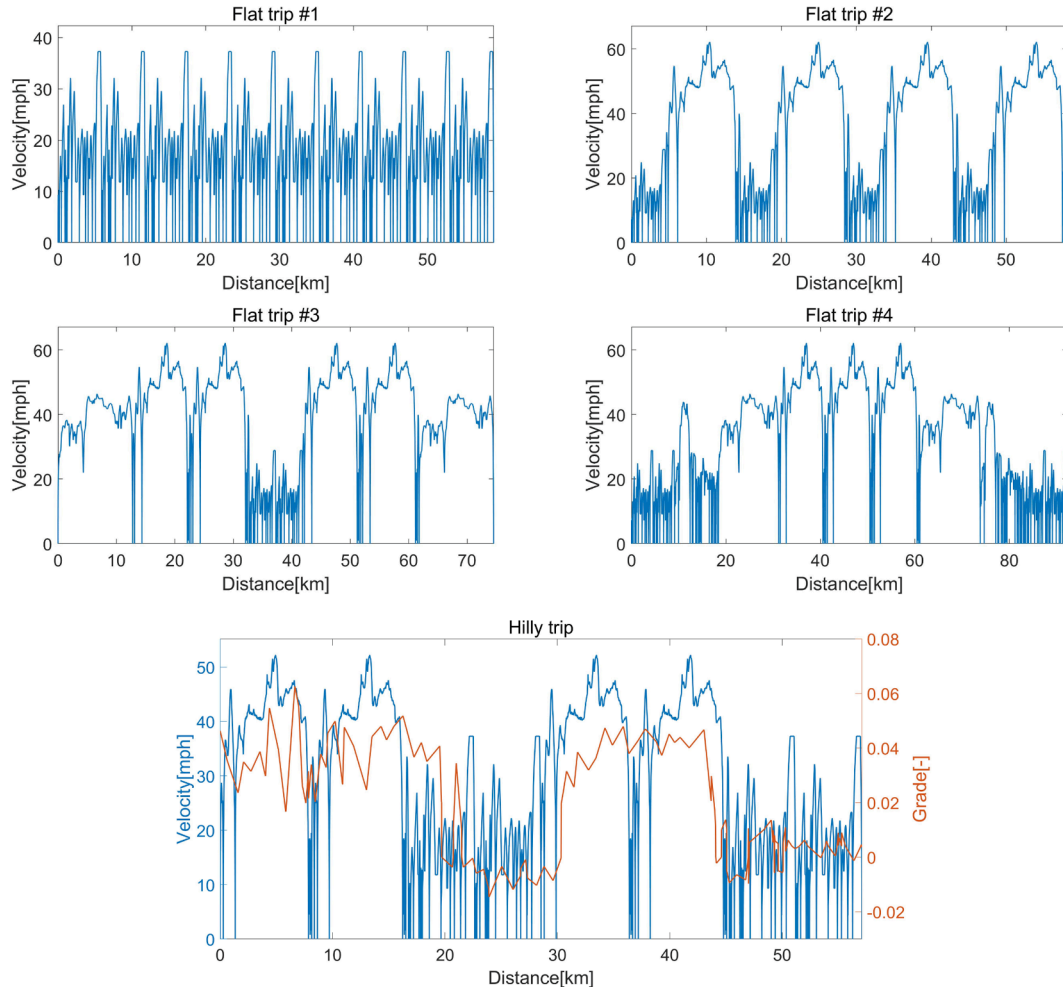 Flat trip #1
40
30
20
10
0
Velocity[mph]
0 10 20 30 40 50
Distance[km]
Flat trip #2
60
40
20
0
Velocity[mph]
0 10 20 30 40 50
Distance[km]
Flat trip #3
60
40
20
0
Velocity[mph]
0 10 20 30 40 50 60 70
Distance[km]
Flat trip #4
60
40
20
0
Velocity[mph]
0 20 40 60 80
Distance[km]
Hilly trip
50
40
30
20
10
0
Velocity[mph]
0.08
0.06
0.04
0.02
0
-0.02
Grade[-]
0 10 20 30 40 50
Distance[km]